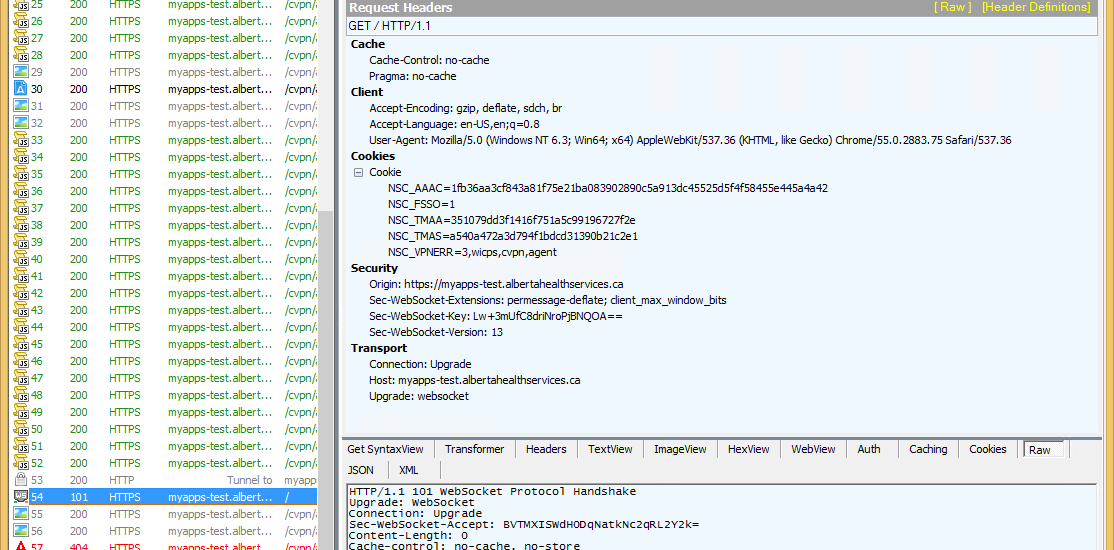 25 200 HTTPS myapps-test.albert... /cvpn/
26 200 HTTPS myapps-test.albert... /cvpn/
27 200 HTTPS myapps-test.albert... /cvpn/
28 200 HTTPS myapps-test.albert... /cvpn/
29 200 HTTPS myapps-test.albert... /cvpn/
30 200 HTTPS myapps-test.albert... /cvpn/
31 200 HTTPS myapps-test.albert... /cvpn/
32 200 HTTPS myapps-test.albert... /cvpn/
33 200 HTTPS myapps-test.albert... /cvpn/
34 200 HTTPS myapps-test.albert... /cvpn/
35 200 HTTPS myapps-test.albert... /cvpn/
36 200 HTTPS myapps-test.albert... /cvpn/
37 200 HTTPS myapps-test.albert... /cvpn/
38 200 HTTPS myapps-test.albert... /cvpn/
39 200 HTTPS myapps-test.albert... /cvpn/
40 200 HTTPS myapps-test.albert... /cvpn/
41 200 HTTPS myapps-test.albert... /cvpn/
42 200 HTTPS myapps-test.albert... /cvpn/
43 200 HTTPS myapps-test.albert... /cvpn/
44 200 HTTPS myapps-test.albert... /cvpn/
45 200 HTTPS myapps-test.albert... /cvpn/
46 200 HTTPS myapps-test.albert... /cvpn/
47 200 HTTPS myapps-test.albert... /cvpn/
48 200 HTTPS myapps-test.albert... /cvpn/
49 200 HTTPS myapps-test.albert... /cvpn/
50 200 HTTPS myapps-test.albert... /cvpn/
51 200 HTTPS myapps-test.albert... /cvpn/
52 200 HTTPS myapps-test.albert... /cvpn/
53 200 HTTP Tunnel to myapp
54 101 HTTPS myapps-test.albert... /
55 200 HTTPS myapps-test.albert... /cvpn/
56 200 HTTPS myapps-test.albert... /cvpn/
57 404 HTTPS myapps-test.albert... /cvpn/
Request Headers [ Raw ] [Header Definitions]
GET / HTTP/1.1
Cache
Cache-Control: no-cache
Pragma: no-cache
Client
Accept-Encoding: gzip, deflate, sdch, br
Accept-Language: en-US,en;q=0.8
User-Agent: Mozilla/5.0 (Windows NT 6.3; Win64; x64) AppleWebKit/537.36 (KHTML, like Gecko) Chrome/55.0.2883.75 Safari/537.36
Cookies
Cookie
NSC_AAAC=1fb36aa3cf843a81f75e21ba083902890c5a913dc45525d5f4f58455e445a4a42
NSC_FSSO=1
NSC_TMAA=351079dd3f1416f751a5c99196727f2e
NSC_TMAS=a540a472a3d794f1bdcd31390b21c2e1
NSC_VPNERR=3,wicps,cvpn,agent
Security
Origin: https://myapps-test.albertahealthservices.ca
Sec-WebSocket-Extensions: permessage-deflate; client_max_window_bits
Sec-WebSocket-Key: Lw+3mUfC8driNroPjBNQOA==
Sec-WebSocket-Version: 13
Transport
Connection: Upgrade
Host: myapps-test.albertahealthservices.ca
Upgrade: websocket
Get SyntaxView Transformer Headers TextView ImageView HexView WebView Auth Caching Cookies Raw
JSON XML
HTTP/1.1 101 WebSocket Protocol Handshake
Upgrade: WebSocket
Connection: Upgrade
Sec-WebSocket-Accept: BVTMXISWdH0DqNatkNc2qRL2Y2k=
Content-Length: 0
Cache-control: no-cache, no-store